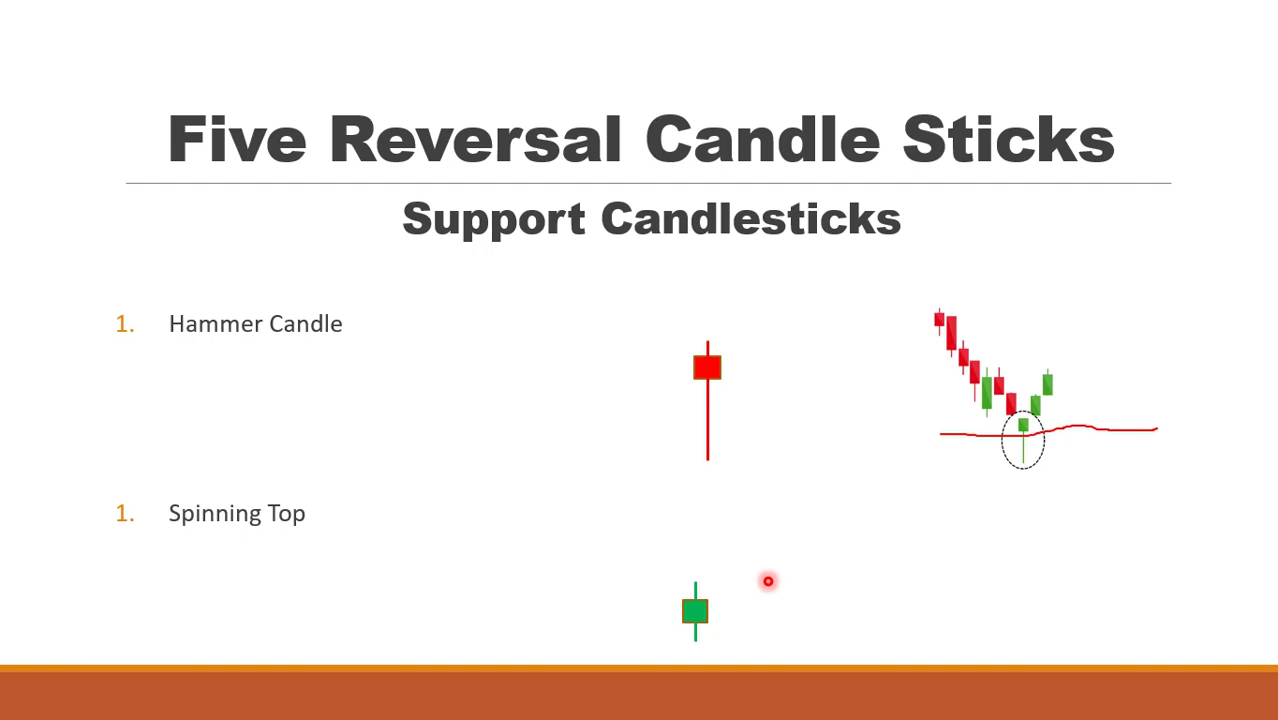 Five Reversal Candle Sticks
Support Candlesticks
1. Hammer Candle
1. Spinning Top